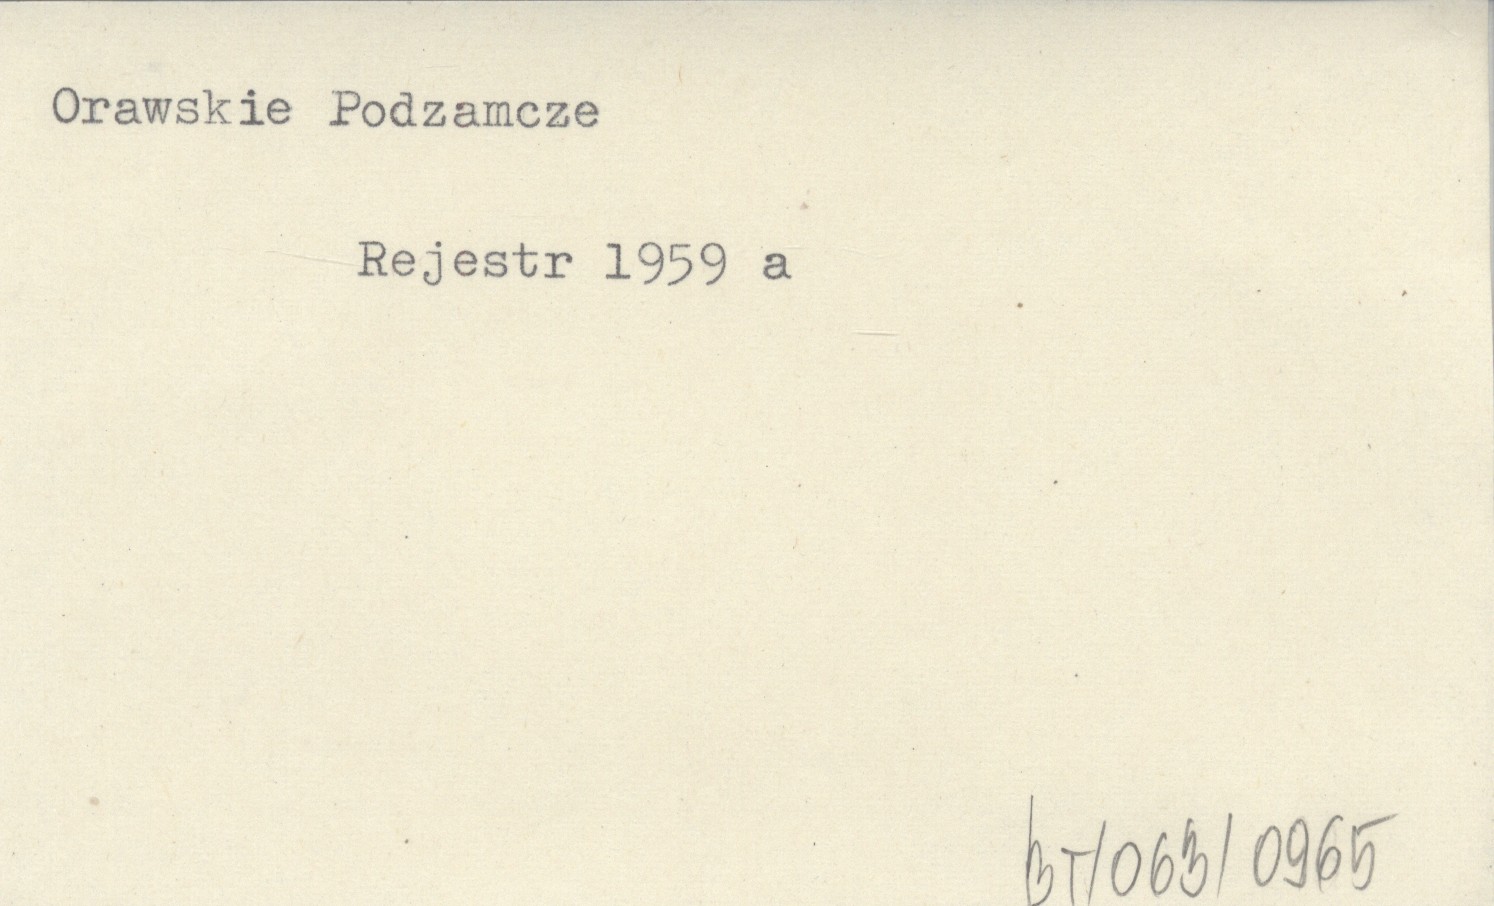 Orawskie Podzamcze
Rejestr 1959 a
BT/063/0965